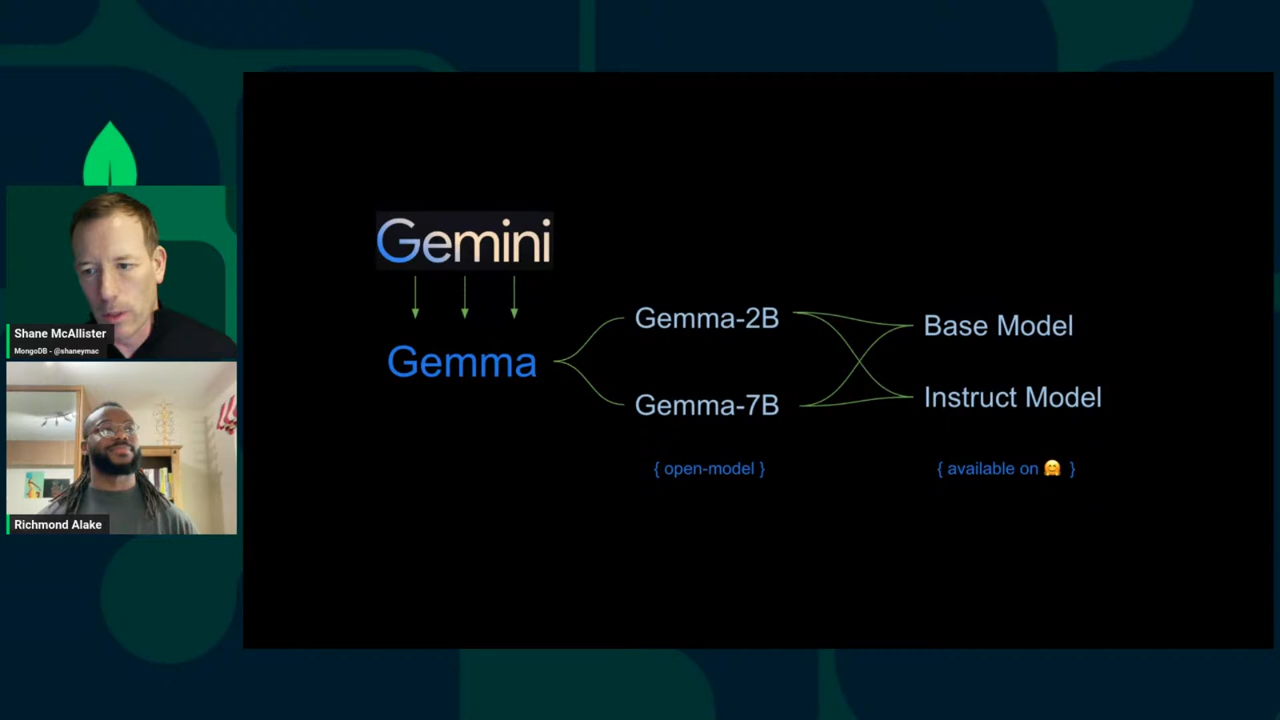 Shane McAllister
MongoDB - @shaneymac
Richmond Alake
Gemini
Gemma
Gemma-2B
Gemma-7B
{ open-model }
Base Model
Instruct Model
{ available on 🤗 }